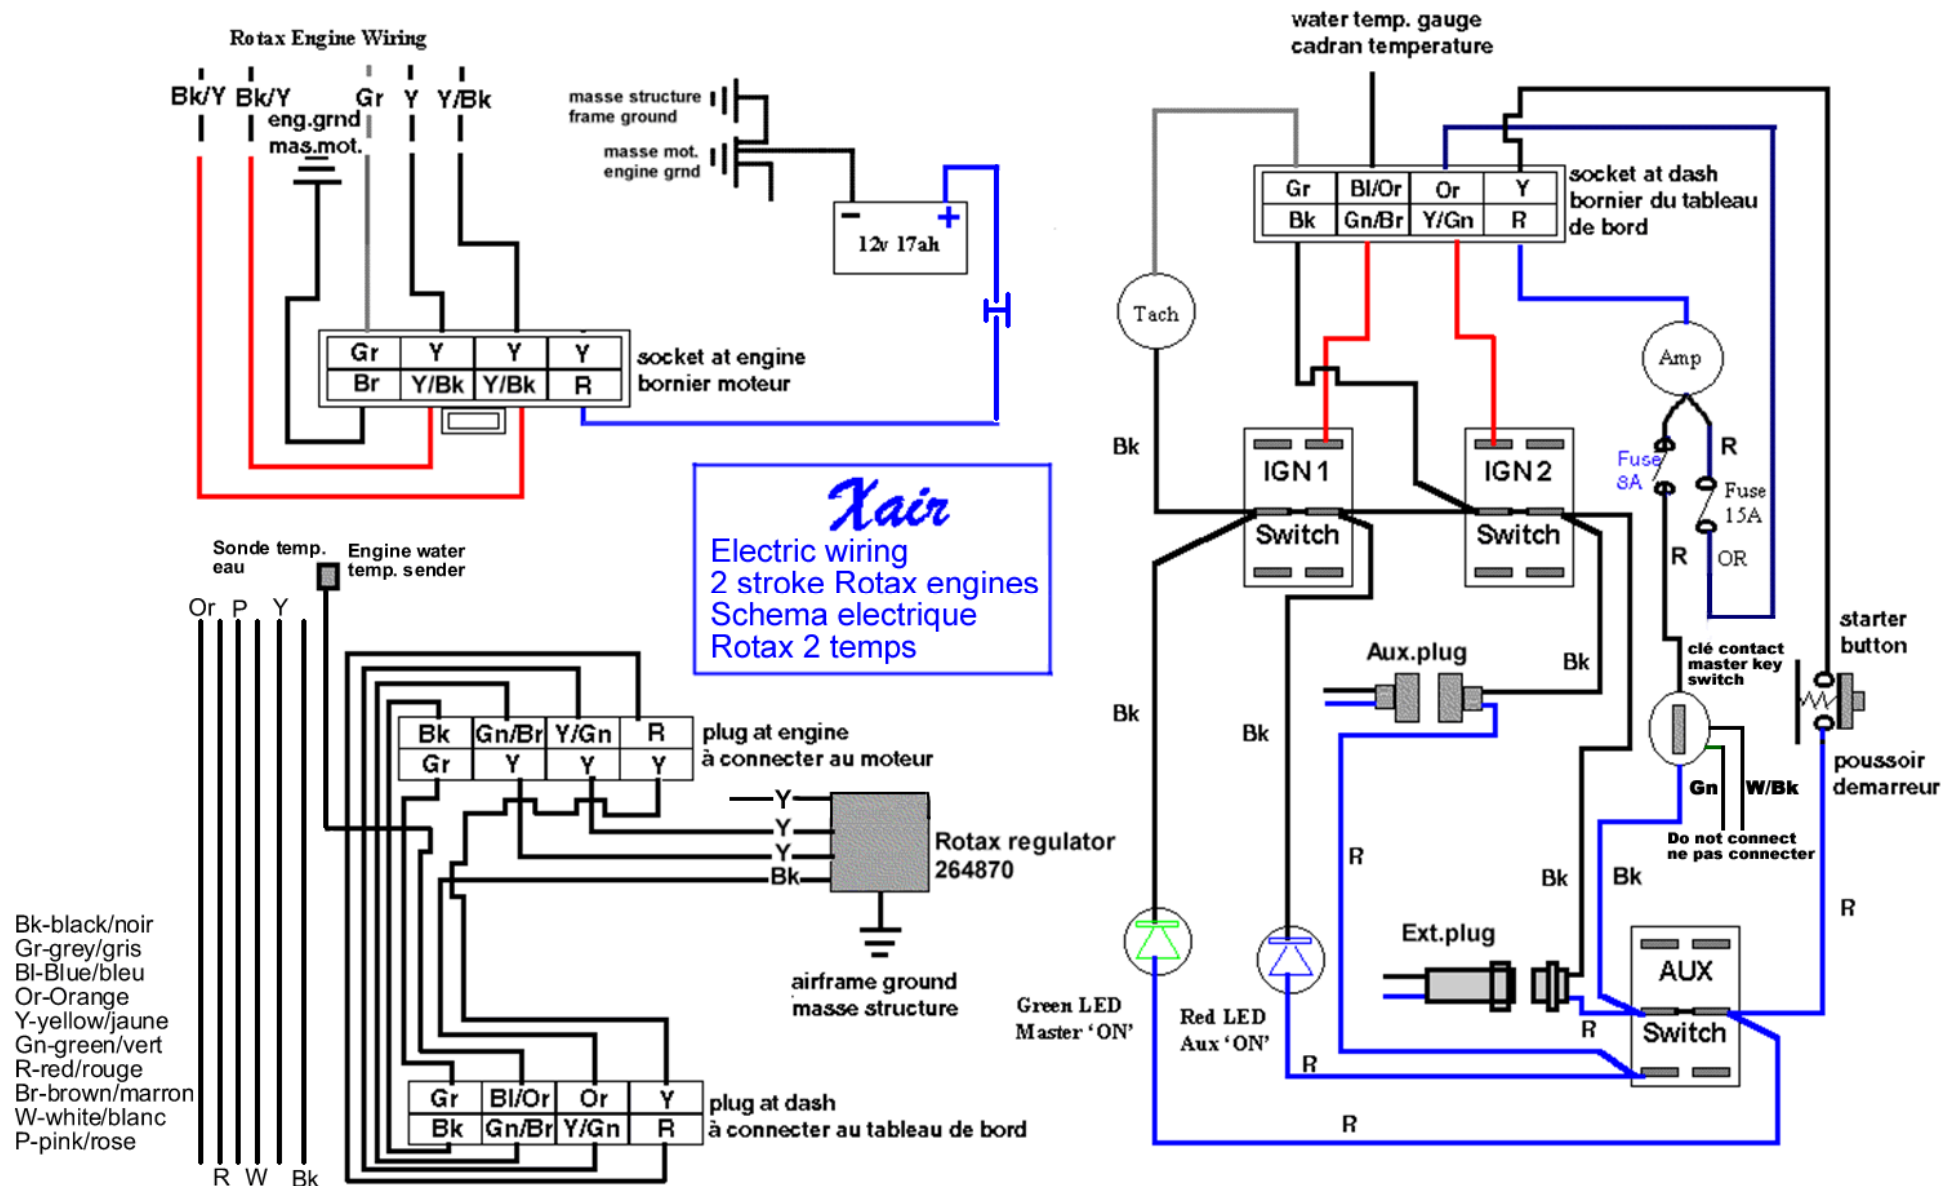 Rotax Engine Wiring
Bk/Y Bk/Y Gr Y Y/Bk
eng.grnd
mas.mot.
Gr Y Y Y
Br Y/Bk Y/Bk R
socket at engine
bornier moteur
masse structure
frame ground
masse mot.
engine grnd
− +
12v 17ah
Xair
Electric wiring
2 stroke Rotax engines
Schema electrique
Rotax 2 temps
Sonde temp.
eau
Engine water
temp. sender
Or P Y
R W Bk
Bk-black/noir
Gr-grey/gris
Bl-Blue/bleu
Or-Orange
Y-yellow/jaune
Gn-green/vert
R-red/rouge
Br-brown/marron
W-white/blanc
P-pink/rose
Bk Gn/Br Y/Gn R
Gr Y Y Y
plug at engine
à connecter au moteur
Y
Y
Y
Bk
Rotax regulator
264870
airframe ground
masse structure
Gr Bl/Or Or Y
Bk Gn/Br Y/Gn R
plug at dash
à connecter au tableau de bord
water temp. gauge
cadran temperature
Gr Bl/Or Or Y
Bk Gn/Br Y/Gn R
socket at dash
bornier du tableau
de bord
Tach
Amp
Bk
IGN1
Switch
IGN2
Switch
Fuse
8A
R
Fuse
15A
R
OR
Aux.plug
Bk
clé contact
master key
switch
starter
button
poussoir
demarreur
Gn W/Bk
Do not connect
ne pas connecter
Bk
Bk
R
Bk
Bk
R
Ext.plug
R
AUX
Switch
Green LED
Master ‘ON’
Red LED
Aux ‘ON’
R
R